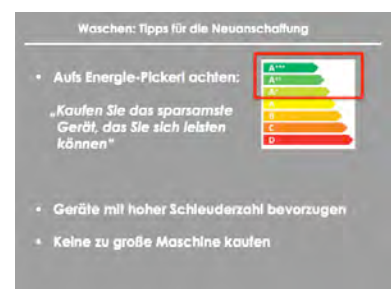 Waschen: Tipps für die Neuanschaffung
• Aufs Energie-Pickerl achten:
„Kaufen Sie das sparsamste
Gerät, das Sie sich leisten
können“
A+++
A++
A+
A
B
C
D
• Geräte mit hoher Schleuderzahl bevorzugen
• Keine zu große Maschine kaufen